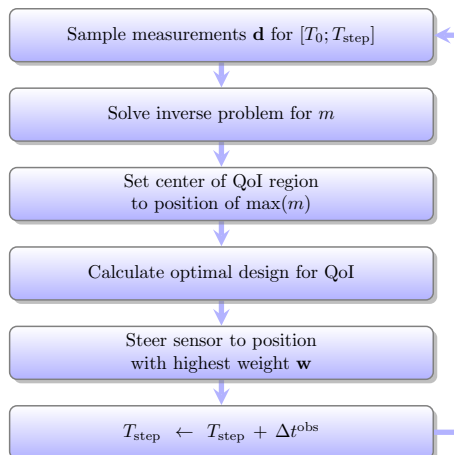 Sample measurements d for [T₀; T_step]
Solve inverse problem for m
Set center of QoI region
to position of max(m)
Calculate optimal design for QoI
Steer sensor to position
with highest weight w
T_step ← T_step + Δt^obs